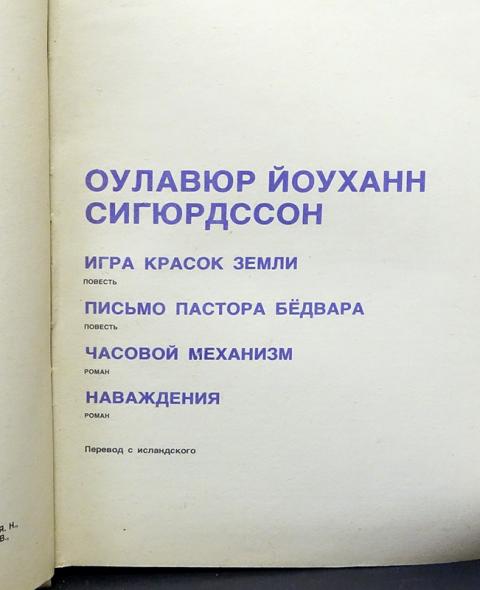 ОУЛАВЮР ЙОУХАНН
СИГЮРДССОН
ИГРА КРАСОК ЗЕМЛИ
ПОВЕСТЬ
ПИСЬМО ПАСТОРА БЁДВАРА
ПОВЕСТЬ
ЧАСОВОЙ МЕХАНИЗМ
РОМАН
НАВАЖДЕНИЯ
РОМАН
Перевод с исландского
Я. Н.,
В.,